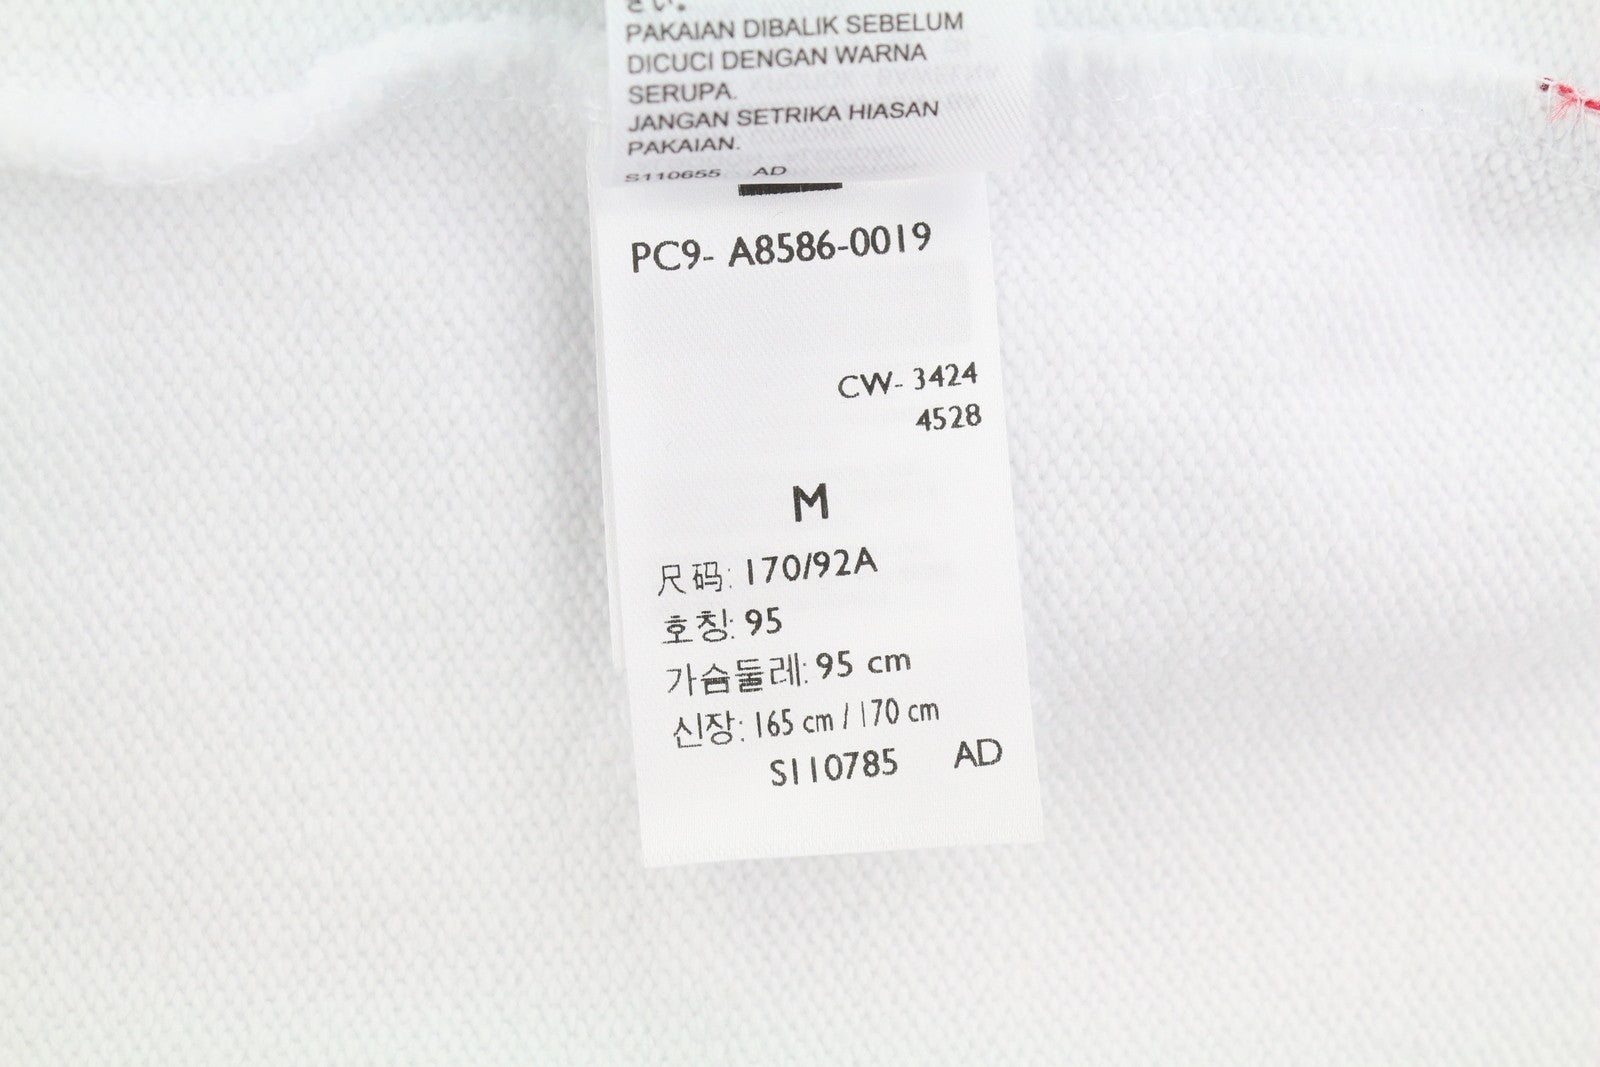 さい。
PAKAIAN DIBALIK SEBELUM
DICUCI DENGAN WARNA
SERUPA.
JANGAN SETRIKA HIASAN
PAKAIAN.
S110655 AD
PC9- A8586-0019
CW- 3424
4528
M
尺码: 170/92A
호칭: 95
가슴둘레: 95 cm
신장: 165 cm / 170 cm
S110785 AD